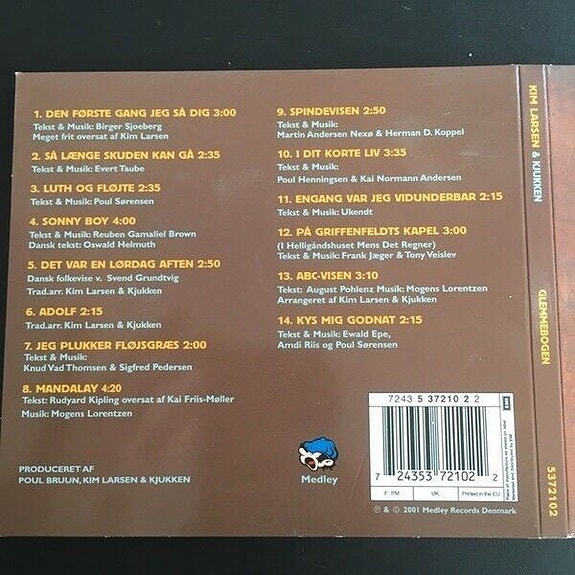 1. DEN FØRSTE GANG JEG SÅ DIG 3:00
Tekst & Musik: Birger Sjoeberg
Meget frit oversat af Kim Larsen
2. SÅ LÆNGE SKUDEN KAN GÅ 2:35
Tekst & Musik: Evert Taube
3. LUTH OG FLØJTE 2:35
Tekst & Musik: Poul Sørensen
4. SONNY BOY 4:00
Tekst & Musik: Reuben Gamaliel Brown
Dansk tekst: Oswald Helmuth
5. DET VAR EN LØRDAG AFTEN 2:50
Dansk folkevise v. Svend Grundtvig
Trad.arr. Kim Larsen & Kjukken
6. ADOLF 2:15
Trad.arr. Kim Larsen & Kjukken
7. JEG PLUKKER FLØJSGRÆS 2:00
Tekst & Musik:
Knud Vad Thomsen & Sigfred Pedersen
8. MANDALAY 4:20
Tekst: Rudyard Kipling oversat af Kai Friis-Møller
Musik: Mogens Lorentzen
PRODUCERET AF
POUL BRUUN, KIM LARSEN & KJUKKEN
9. SPINDEVISEN 2:50
Tekst & Musik:
Martin Andersen Nexø & Herman D. Koppel
10. I DIT KORTE LIV 3:35
Tekst & Musik:
Poul Henningsen & Kai Normann Andersen
11. ENGANG VAR JEG VIDUNDERBAR 2:15
Tekst & Musik: Ukendt
12. PÅ GRIFFENFELDTS KAPEL 3:00
(I Helligåndshuset Mens Det Regner)
Tekst & Musik: Frank Jæger & Tony Vejslev
13. ABC-VISEN 3:10
Tekst: August Pohlenz Musik: Mogens Lorentzen
Arrangeret af Kim Larsen & Kjukken
14. KYS MIG GODNAT 2:15
Tekst & Musik: Ewald Epe,
Amdi Riis og Poul Sørensen
Medley
7243 5 37210 2 2
7 24353 72102 2
F: PM
UK
Printed in the EU
EMI
℗ & © 2001 Medley Records Denmark
KIM LARSEN & KJUKKEN
GLEMMEBOGEN
5372102